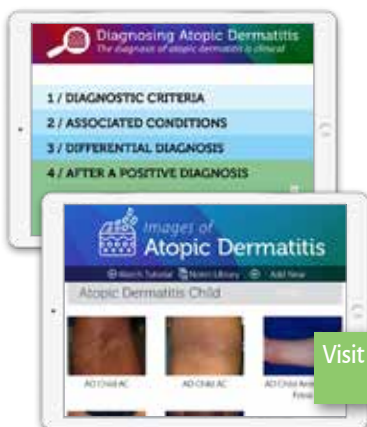 Diagnosing Atopic Dermatitis
The diagnosis of atopic dermatitis is clinical
1 / DIAGNOSTIC CRITERIA
2 / ASSOCIATED CONDITIONS
3 / DIFFERENTIAL DIAGNOSIS
4 / AFTER A POSITIVE DIAGNOSIS
Images of
Atopic Dermatitis
Watch Tutorial Notes Library Add New
Atopic Dermatitis Child
AD Child AC AD Child AC AD Child
Visit